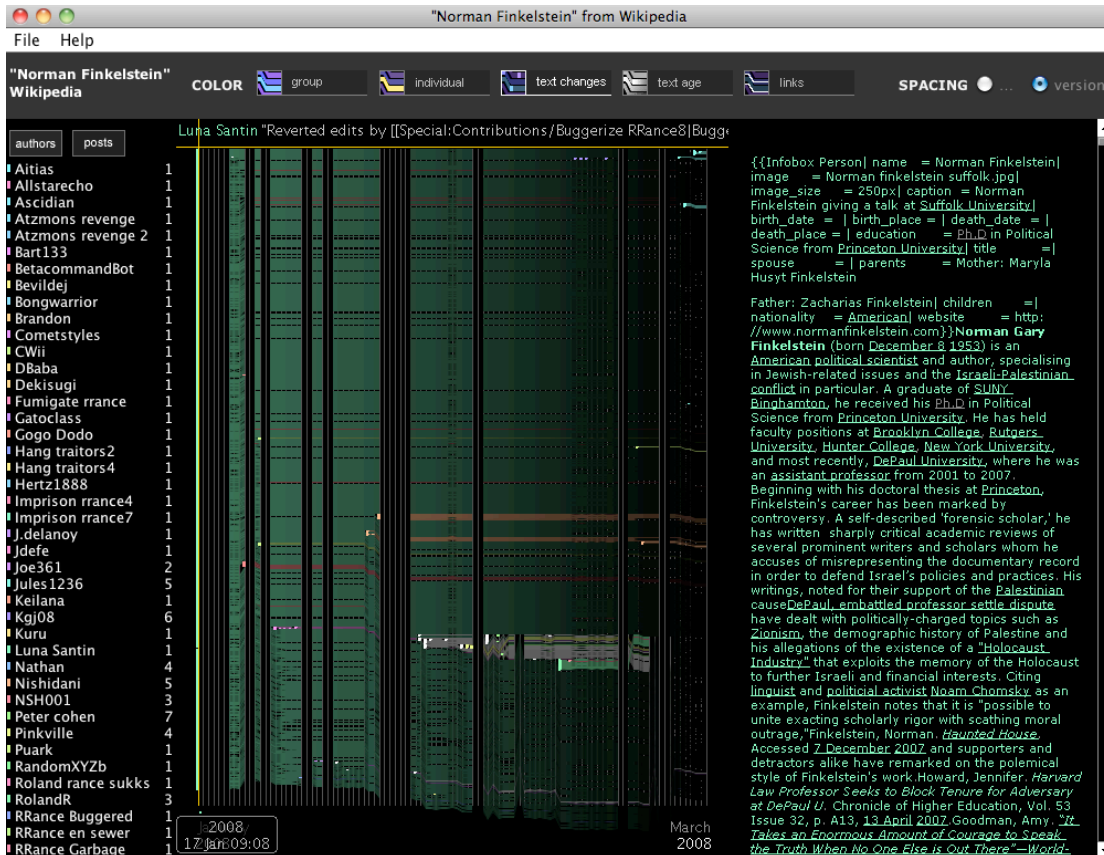 "Norman Finkelstein" from Wikipedia
File Help
"Norman Finkelstein"
Wikipedia
COLOR group individual text changes text age links SPACING ... version
authors posts
Luna Santin "Reverted edits by [[Special:Contributions/Buggerize RRance8|Bugge
Aitias 1
Allstarecho 1
Ascidian 1
Atzmons revenge 1
Atzmons revenge 2 1
Bart133 1
BetacommandBot 1
Bevildej 1
Bongwarrior 1
Brandon 1
Cometstyles 1
CWii 1
DBaba 1
Dekisugi 1
Fumigate rrance 1
Gatoclass 1
Gogo Dodo 1
Hang traitors2 1
Hang traitors4 1
Hertz1888 1
Imprison rrance4 1
Imprison rrance7 1
J.delanoy 1
Jdefe 1
Joe361 2
Jules1236 5
Keilana 1
Kgj08 6
Kuru 1
Luna Santin 1
Nathan 4
Nishidani 5
NSH001 3
Peter cohen 7
Pinkville 4
Puark 1
RandomXYZb 1
Roland rance sukks 1
RolandR 3
RRance Buggered 1
RRance en sewer 1
RRance Garbage 1
2008
17 Jan 09:08
March
2008
{{Infobox Person| name = Norman Finkelstein|
image = Norman finkelstein suffolk.jpg|
image_size = 250px| caption = Norman
Finkelstein giving a talk at Suffolk University|
birth_date = | birth_place = | death_date = |
death_place = | education = Ph.D in Political
Science from Princeton University| title =|
spouse = | parents = Mother: Maryla
Husyt Finkelstein
Father: Zacharias Finkelstein| children =|
nationality = American| website = http:
//www.normanfinkelstein.com}}Norman Gary
Finkelstein (born December 8 1953) is an
American political scientist and author, specialising
in Jewish-related issues and the Israeli-Palestinian
conflict in particular. A graduate of SUNY
Binghamton, he received his Ph.D in Political
Science from Princeton University. He has held
faculty positions at Brooklyn College, Rutgers
University, Hunter College, New York University,
and most recently, DePaul University, where he was
an assistant professor from 2001 to 2007.
Beginning with his doctoral thesis at Princeton,
Finkelstein's career has been marked by
controversy. A self-described 'forensic scholar,' he
has written sharply critical academic reviews of
several prominent writers and scholars whom he
accuses of misrepresenting the documentary record
in order to defend Israel's policies and practices. His
writings, noted for their support of the Palestinian
causeDePaul, embattled professor settle dispute
have dealt with politically-charged topics such as
Zionism, the demographic history of Palestine and
his allegations of the existence of a "Holocaust
Industry" that exploits the memory of the Holocaust
to further Israeli and financial interests. Citing
linguist and politicial activist Noam Chomsky as an
example, Finkelstein notes that it is "possible to
unite exacting scholarly rigor with scathing moral
outrage,"Finkelstein, Norman. Haunted House,
Accessed 7 December 2007 and supporters and
detractors alike have remarked on the polemical
style of Finkelstein's work.Howard, Jennifer. Harvard
Law Professor Seeks to Block Tenure for Adversary
at DePaul U. Chronicle of Higher Education, Vol. 53
Issue 32, p. A13, 13 April 2007.Goodman, Amy. "It
Takes an Enormous Amount of Courage to Speak
the Truth When No One Else is Out There"—World-